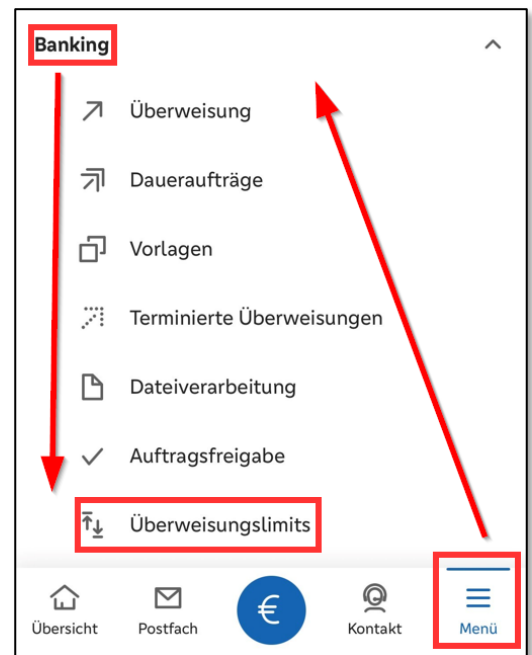 Banking
Überweisung
Daueraufträge
Vorlagen
Terminierte Überweisungen
Dateiverarbeitung
Auftragsfreigabe
Überweisungslimits
€
Übersicht Postfach Kontakt Menü